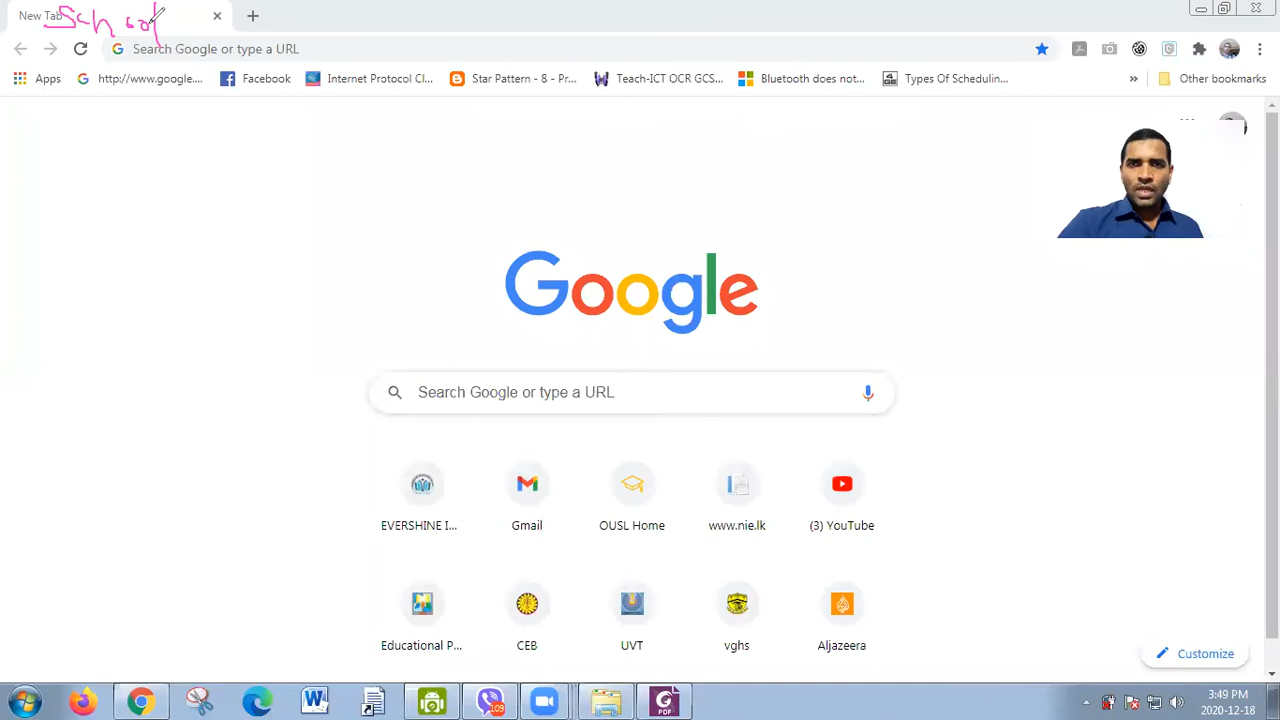 New Tab
School
Search Google or type a URL
Apps
http://www.google....
Facebook
Internet Protocol Cl...
Star Pattern - 8 - Pr...
Teach-ICT OCR GCS...
Bluetooth does not...
Types Of Schedulin...
»
Other bookmarks
Google
Search Google or type a URL
EVERSHINE I...
Gmail
OUSL Home
www.nie.lk
(3) YouTube
Educational P...
CEB
UVT
vghs
Aljazeera
Customize
109
PDF
3:49 PM
2020-12-18